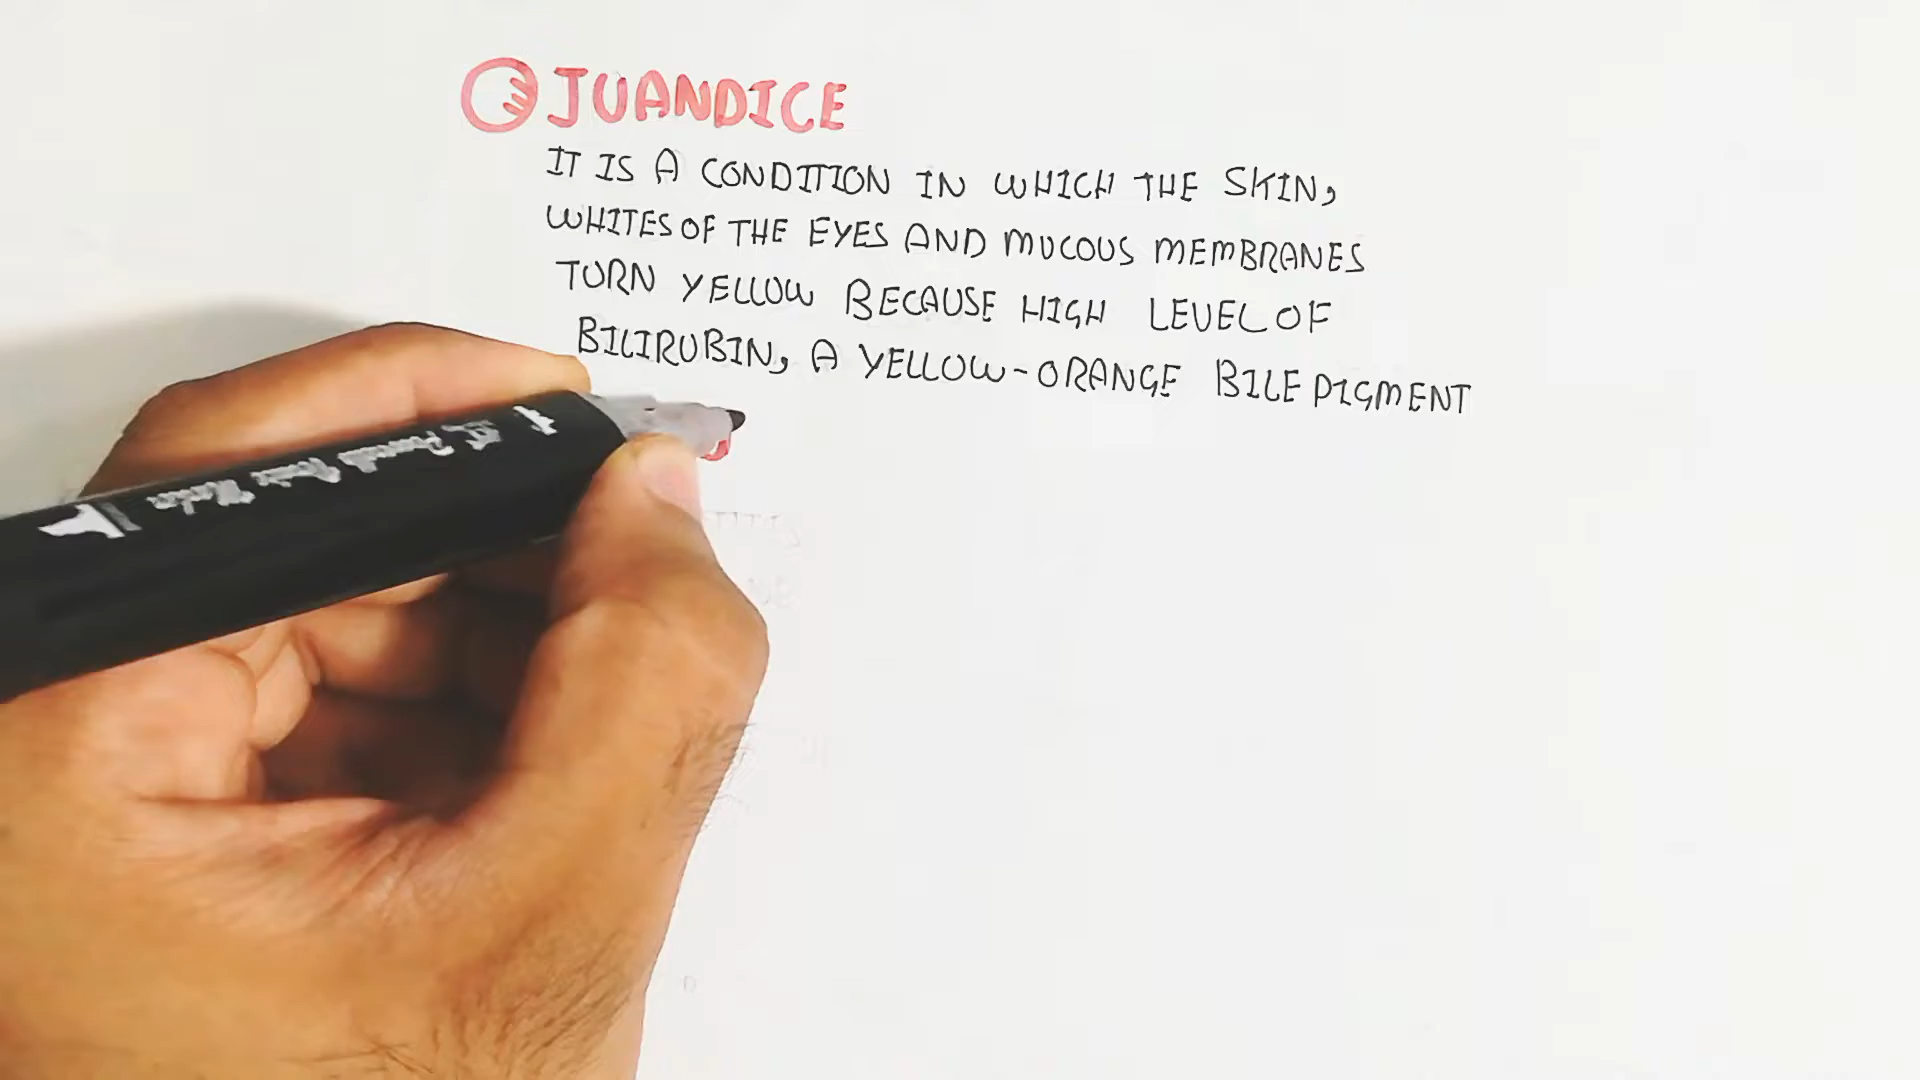 JUANDICE
IT IS A CONDITION IN WHICH THE SKIN,
WHITES OF THE EYES AND MUCOUS MEMBRANES
TURN YELLOW BECAUSE HIGH LEVEL OF
BILIRUBIN, A YELLOW-ORANGE BILE PIGMENT